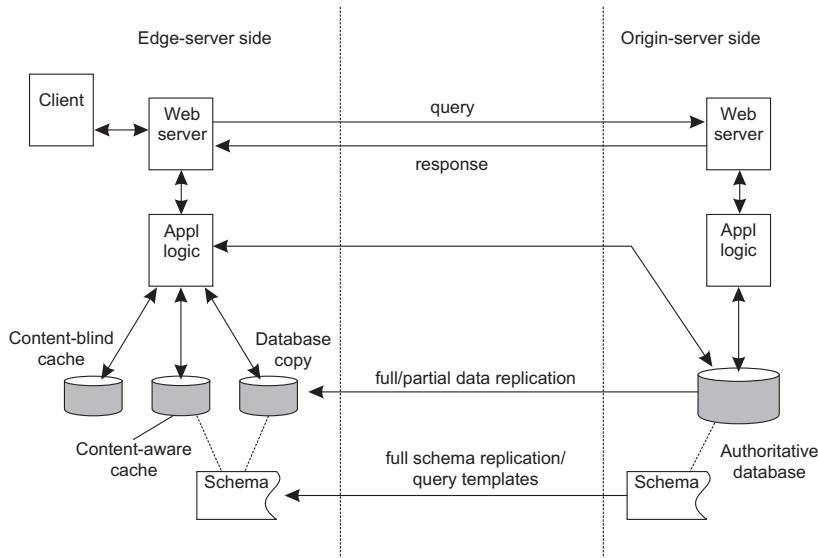 Edge-server side
Origin-server side
Client
Web
server
query
Web
server
response
Appl
logic
Appl
logic
Content-blind
cache
Database
copy
full/partial data replication
Content-aware
cache
Authoritative
database
full schema replication/
query templates
Schema
Schema